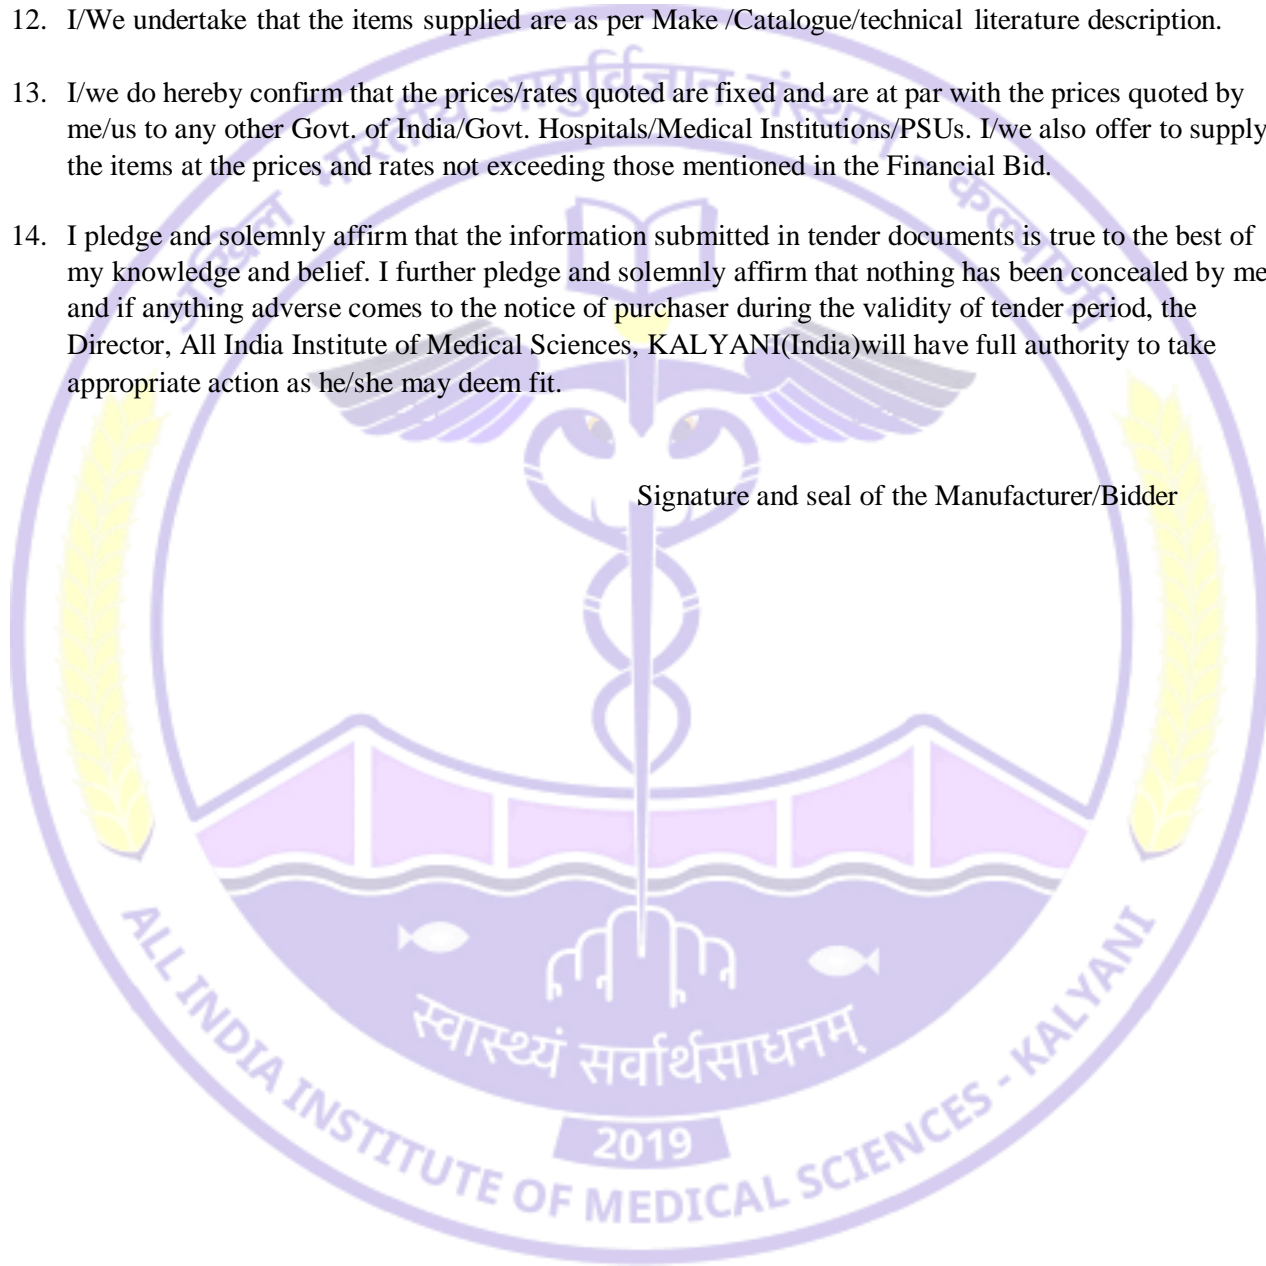 12. I/We undertake that the items supplied are as per Make /Catalogue/technical literature description.
13. I/we do hereby confirm that the prices/rates quoted are fixed and are at par with the prices quoted by
me/us to any other Govt. of India/Govt. Hospitals/Medical Institutions/PSUs. I/we also offer to supply
the items at the prices and rates not exceeding those mentioned in the Financial Bid.
14. I pledge and solemnly affirm that the information submitted in tender documents is true to the best of
my knowledge and belief. I further pledge and solemnly affirm that nothing has been concealed by me
and if anything adverse comes to the notice of purchaser during the validity of tender period, the
Director, All India Institute of Medical Sciences, KALYANI(India)will have full authority to take
appropriate action as he/she may deem fit.
Signature and seal of the Manufacturer/Bidder
अखिल भारतीय आयुर्विज्ञान संस्थान - कल्याणी
स्वास्थ्यं सर्वार्थसाधनम्
2019
ALL INDIA INSTITUTE OF MEDICAL SCIENCES - KALYANI